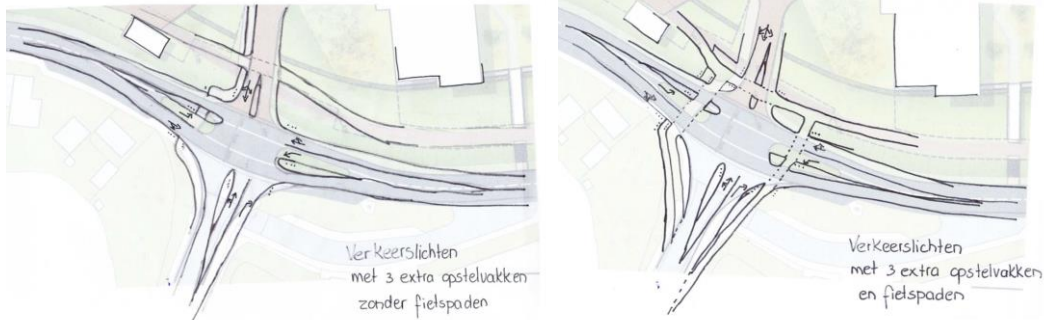 Verkeerslichten
met 3 extra opstelvakken
zonder fietspaden
Verkeerslichten
met 3 extra opstelvakken
en fietspaden